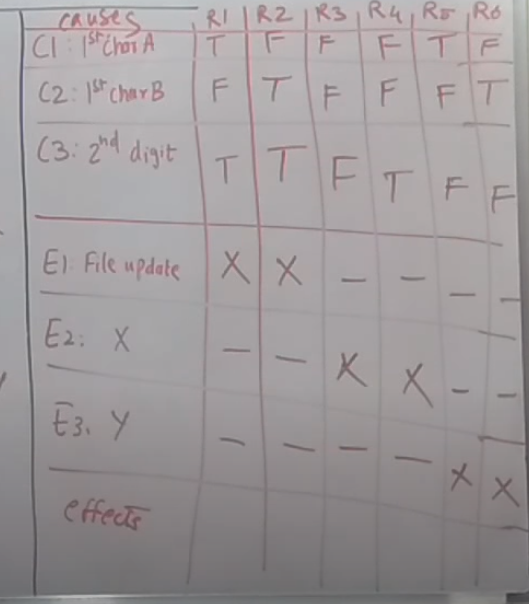 causes R1 R2 R3 R4 R5 R6
C1: 1st Char A T F F F T F
C2: 1st char B F T F F F T
C3: 2nd digit T T F T F F
E1: File update X X — — — —
E2: X — — X X — —
E3. Y — — — — X X
effects